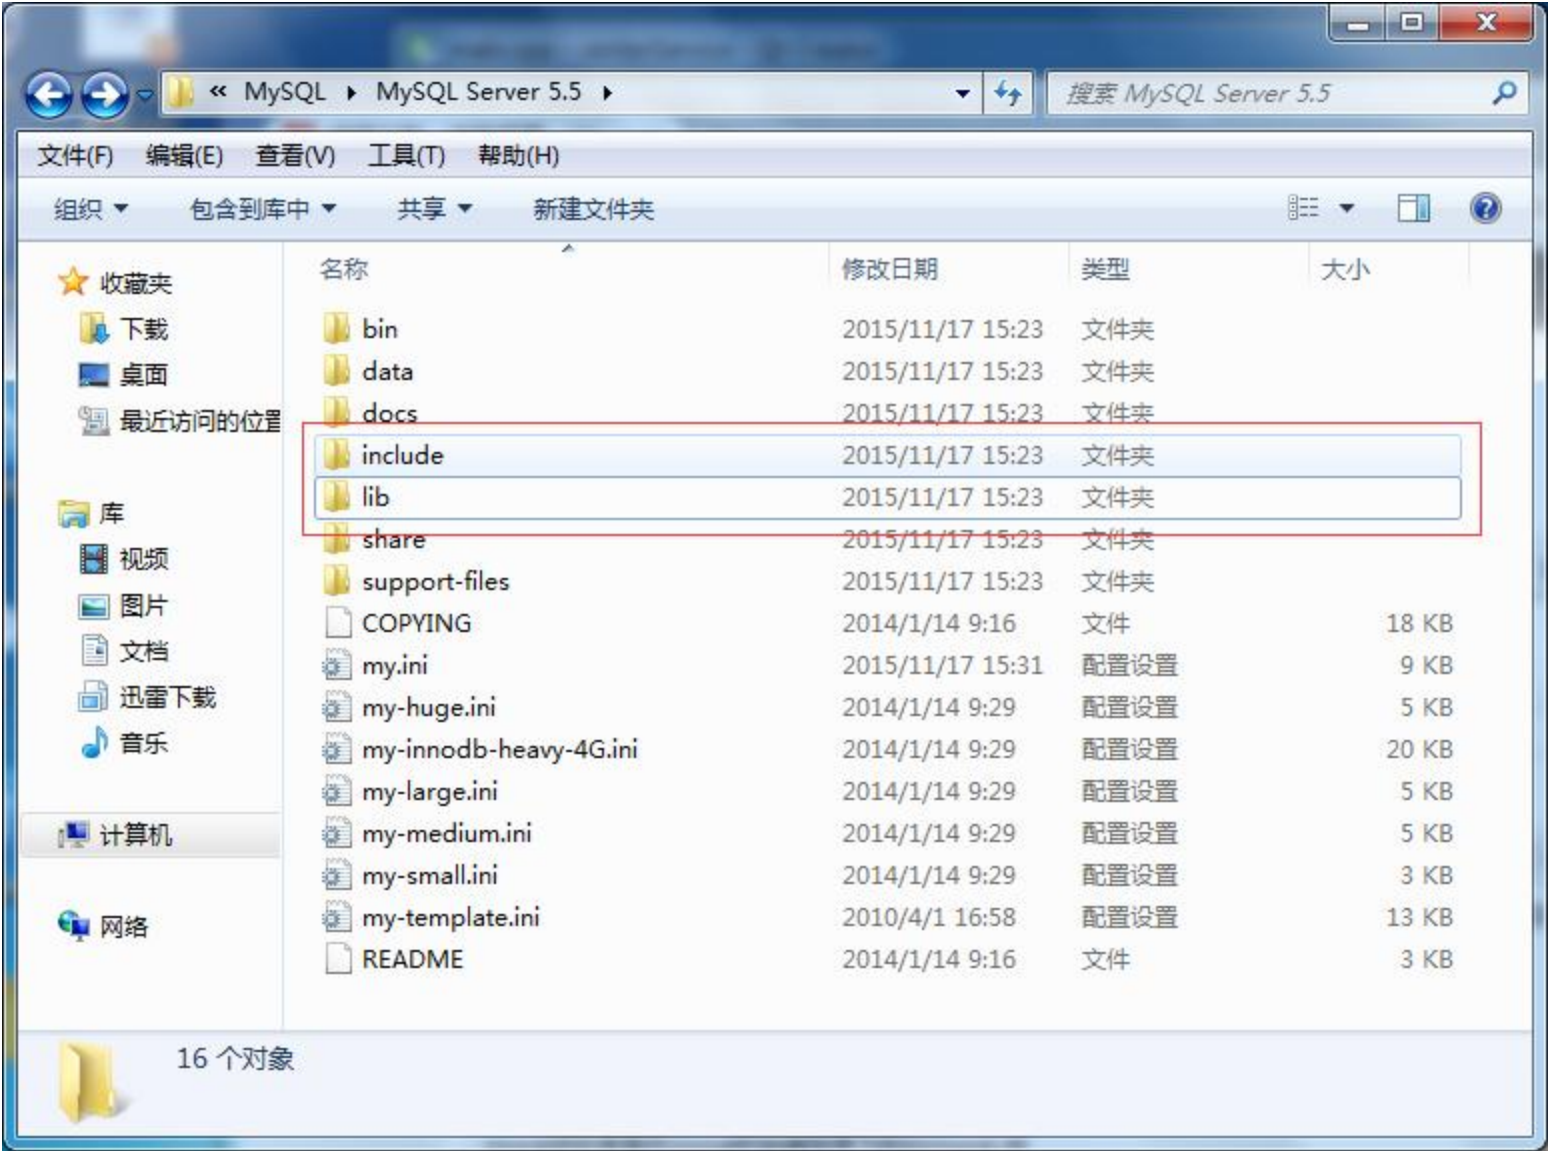 « MySQL ▸ MySQL Server 5.5 ▸
搜索 MySQL Server 5.5
文件(F) 编辑(E) 查看(V) 工具(T) 帮助(H)
组织 包含到库中 共享 新建文件夹
收藏夹
下载
桌面
最近访问的位置
库
视频
图片
文档
迅雷下载
音乐
计算机
网络
名称 修改日期 类型 大小
bin 2015/11/17 15:23 文件夹
data 2015/11/17 15:23 文件夹
docs 2015/11/17 15:23 文件夹
include 2015/11/17 15:23 文件夹
lib 2015/11/17 15:23 文件夹
share 2015/11/17 15:23 文件夹
support-files 2015/11/17 15:23 文件夹
COPYING 2014/1/14 9:16 文件 18 KB
my.ini 2015/11/17 15:31 配置设置 9 KB
my-huge.ini 2014/1/14 9:29 配置设置 5 KB
my-innodb-heavy-4G.ini 2014/1/14 9:29 配置设置 20 KB
my-large.ini 2014/1/14 9:29 配置设置 5 KB
my-medium.ini 2014/1/14 9:29 配置设置 5 KB
my-small.ini 2014/1/14 9:29 配置设置 3 KB
my-template.ini 2010/4/1 16:58 配置设置 13 KB
README 2014/1/14 9:16 文件 3 KB
16 个对象